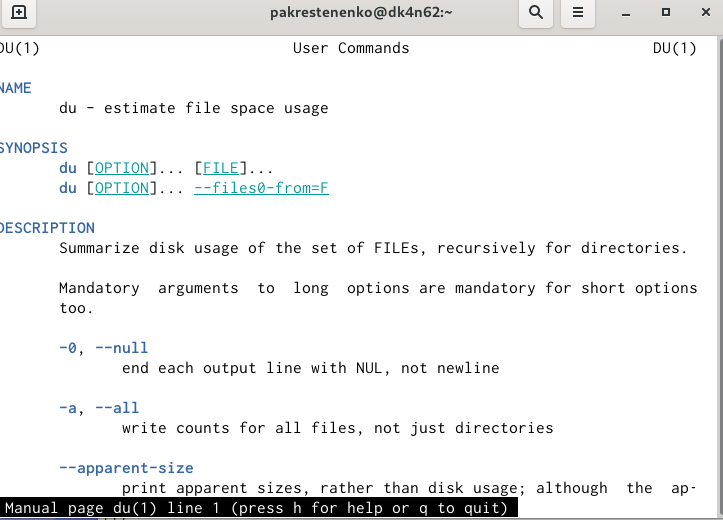 pakrestenenko@dk4n62:~
DU(1) User Commands DU(1)
NAME
du - estimate file space usage
SYNOPSIS
du [OPTION]... [FILE]...
du [OPTION]... --files0-from=F
DESCRIPTION
Summarize disk usage of the set of FILEs, recursively for directories.
Mandatory arguments to long options are mandatory for short options
too.
-0, --null
end each output line with NUL, not newline
-a, --all
write counts for all files, not just directories
--apparent-size
print apparent sizes, rather than disk usage; although the ap-
Manual page du(1) line 1 (press h for help or q to quit)